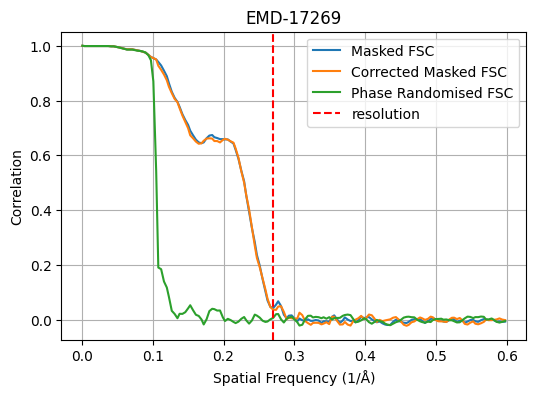 EMD-17269
Masked FSC
Corrected Masked FSC
Phase Randomised FSC
resolution
Correlation
1.0
0.8
0.6
0.4
0.2
0.0
0.0 0.1 0.2 0.3 0.4 0.5 0.6
Spatial Frequency (1/Å)